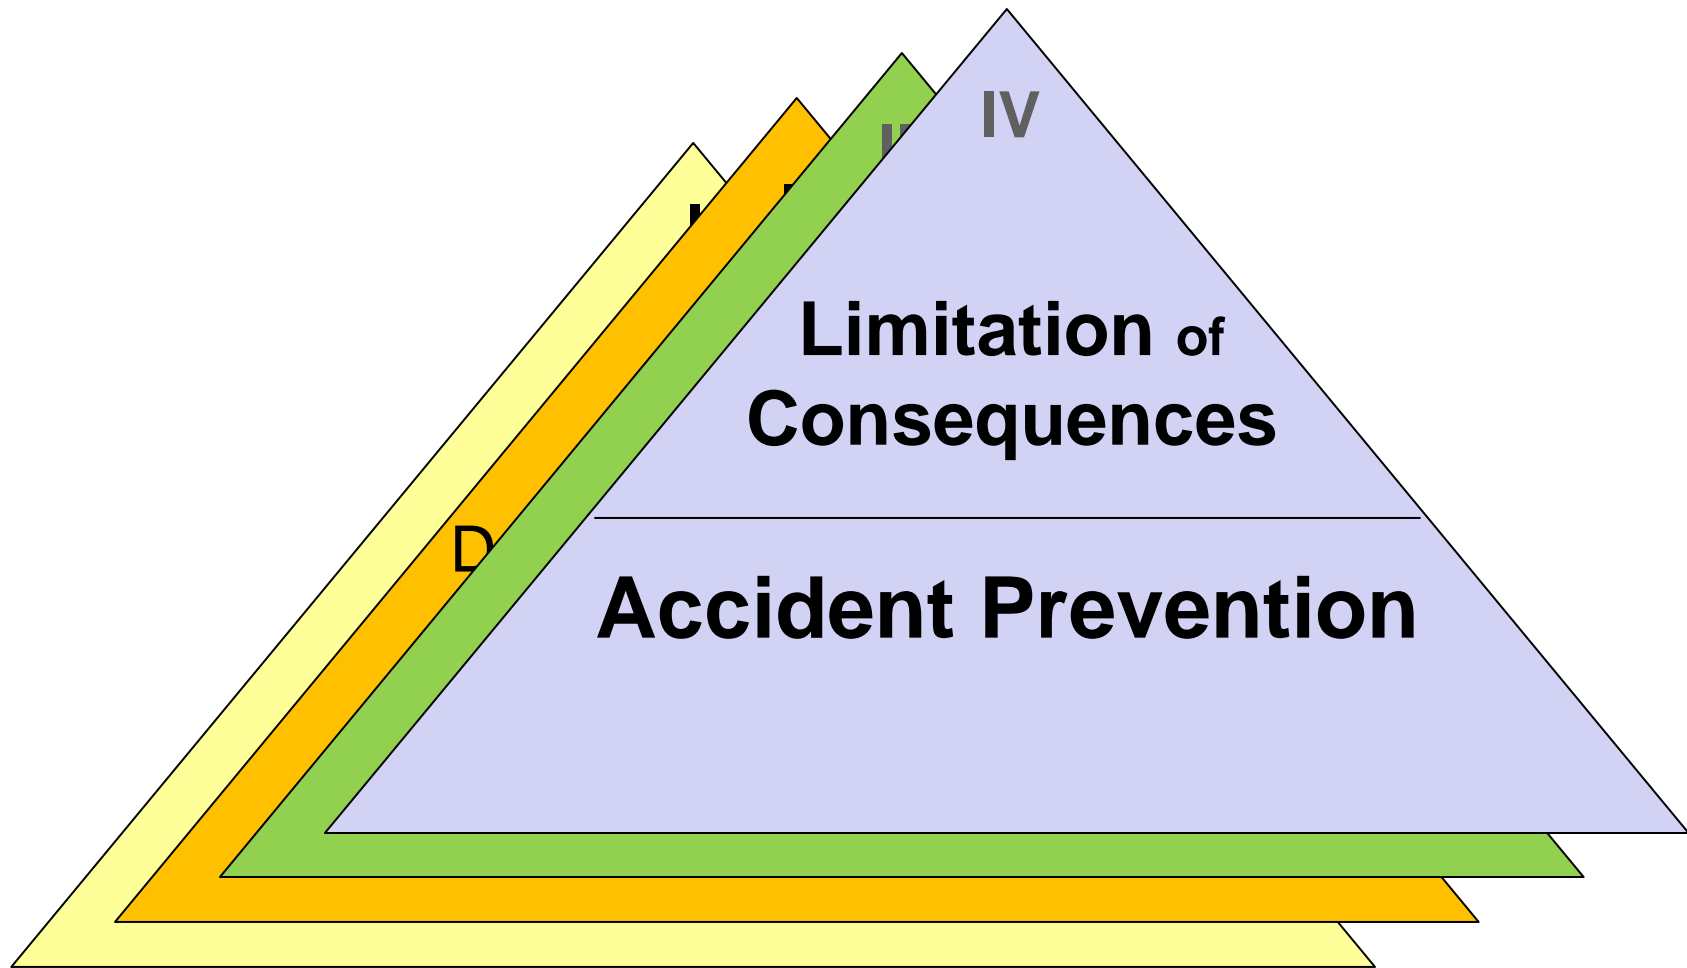 IV
Limitation of
Consequences
Accident Prevention